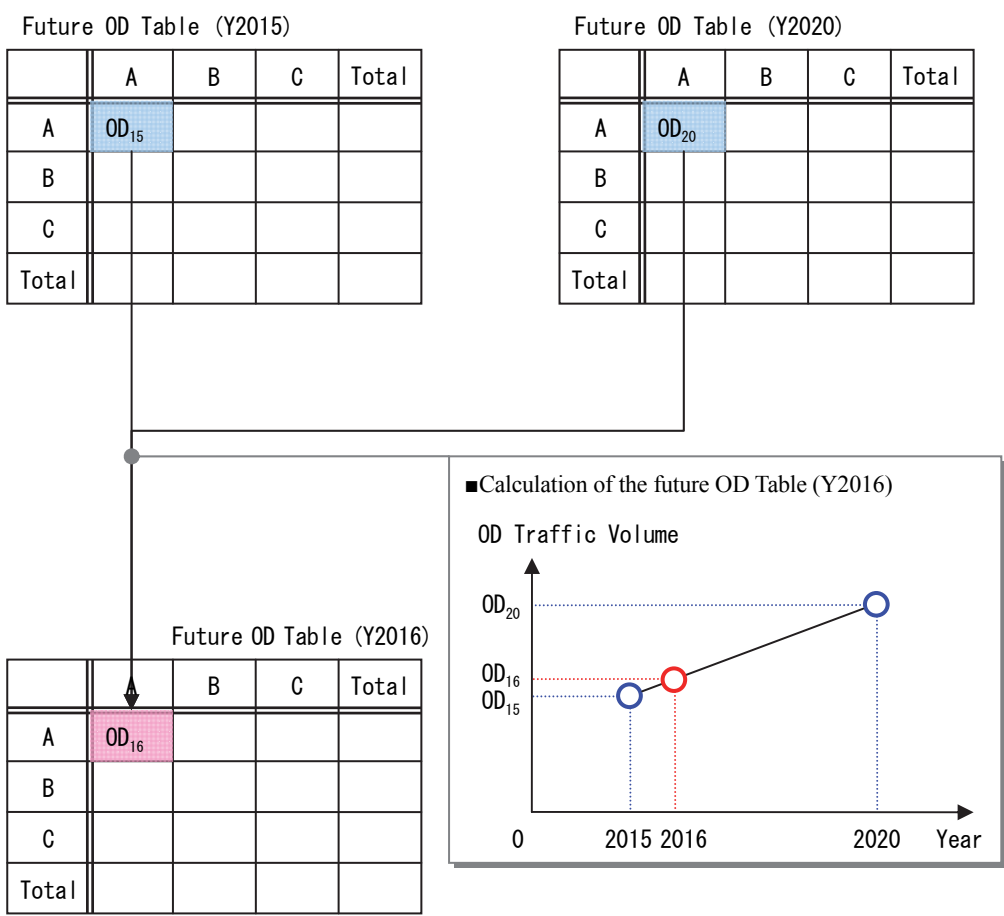 Future OD Table (Y2015)
A B C Total
A OD15
B
C
Total
Future OD Table (Y2020)
A B C Total
A OD20
B
C
Total
■Calculation of the future OD Table (Y2016)
OD Traffic Volume
OD20
OD16
OD15
0 2015 2016 2020 Year
Future OD Table (Y2016)
A B C Total
A OD16
B
C
Total